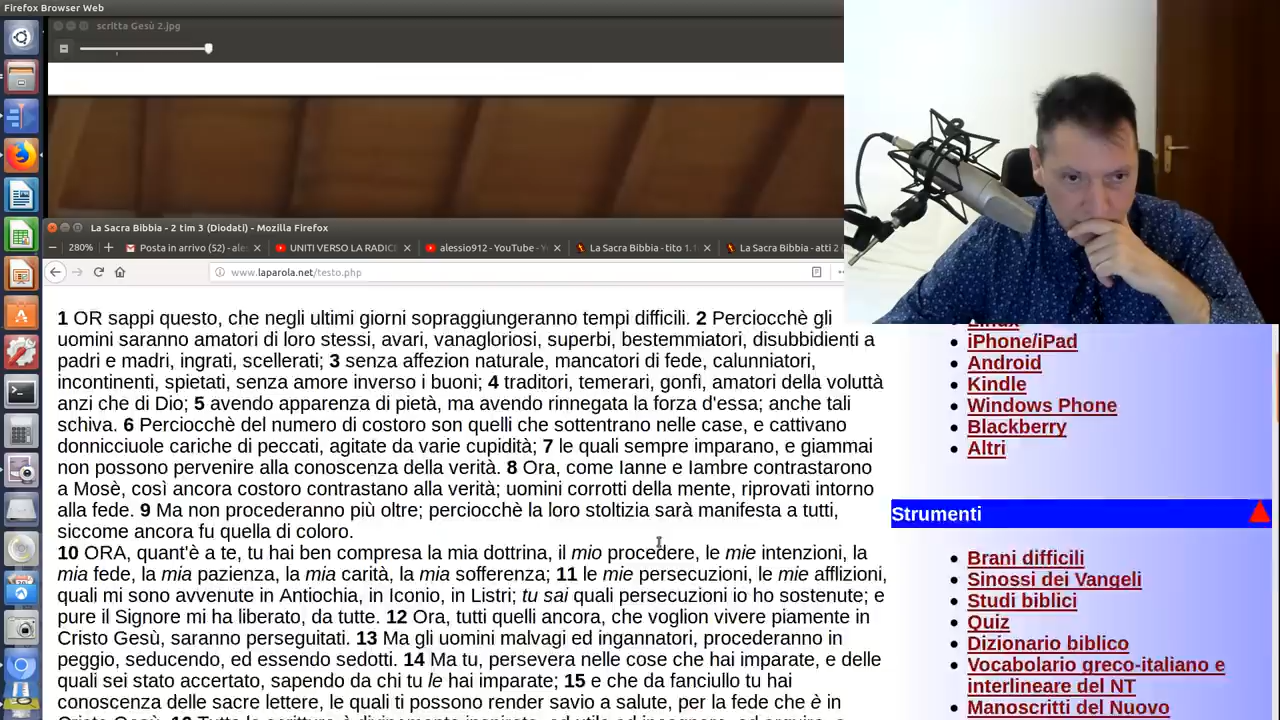 Firefox Browser Web
scritta Gesù 2.jpg
La Sacra Bibbia - 2 tim 3 (Diodati) - Mozilla Firefox
280%
Posta in arrivo (52) - ale
UNITI VERSO LA RADIC
alessio912 - YouTube - Y
La Sacra Bibbia - tito 1.
La Sacra Bibbia - atti 2
www.laparola.net/testo.php
1 OR sappi questo, che negli ultimi giorni sopraggiungeranno tempi difficili. 2 Perciocchè gli
uomini saranno amatori di loro stessi, avari, vanagloriosi, superbi, bestemmiatori, disubbidienti a
padri e madri, ingrati, scellerati; 3 senza affezion naturale, mancatori di fede, calunniatori,
incontinenti, spietati, senza amore inverso i buoni; 4 traditori, temerari, gonfi, amatori della voluttà
anzi che di Dio; 5 avendo apparenza di pietà, ma avendo rinnegata la forza d'essa; anche tali
schiva. 6 Perciocchè del numero di costoro son quelli che sottentrano nelle case, e cattivano
donnicciuole cariche di peccati, agitate da varie cupidità; 7 le quali sempre imparano, e giammai
non possono pervenire alla conoscenza della verità. 8 Ora, come Ianne e Iambre contrastarono
a Mosè, così ancora costoro contrastano alla verità; uomini corrotti della mente, riprovati intorno
alla fede. 9 Ma non procederanno più oltre; perciocchè la loro stoltizia sarà manifesta a tutti,
siccome ancora fu quella di coloro.
10 ORA, quant'è a te, tu hai ben compresa la mia dottrina, il mio procedere, le mie intenzioni, la
mia fede, la mia pazienza, la mia carità, la mia sofferenza; 11 le mie persecuzioni, le mie afflizioni,
quali mi sono avvenute in Antiochia, in Iconio, in Listri; tu sai quali persecuzioni io ho sostenute; e
pure il Signore mi ha liberato, da tutte. 12 Ora, tutti quelli ancora, che voglion vivere piamente in
Cristo Gesù, saranno perseguitati. 13 Ma gli uomini malvagi ed ingannatori, procederanno in
peggio, seducendo, ed essendo sedotti. 14 Ma tu, persevera nelle cose che hai imparate, e delle
quali sei stato accertato, sapendo da chi tu le hai imparate; 15 e che da fanciullo tu hai
conoscenza delle sacre lettere, le quali ti possono render savio a salute, per la fede che è in
Linux
iPhone/iPad
Android
Kindle
Windows Phone
Blackberry
Altri
Strumenti
Brani difficili
Sinossi dei Vangeli
Studi biblici
Quiz
Dizionario biblico
Vocabolario greco-italiano e
interlineare del NT
Manoscritti del Nuovo